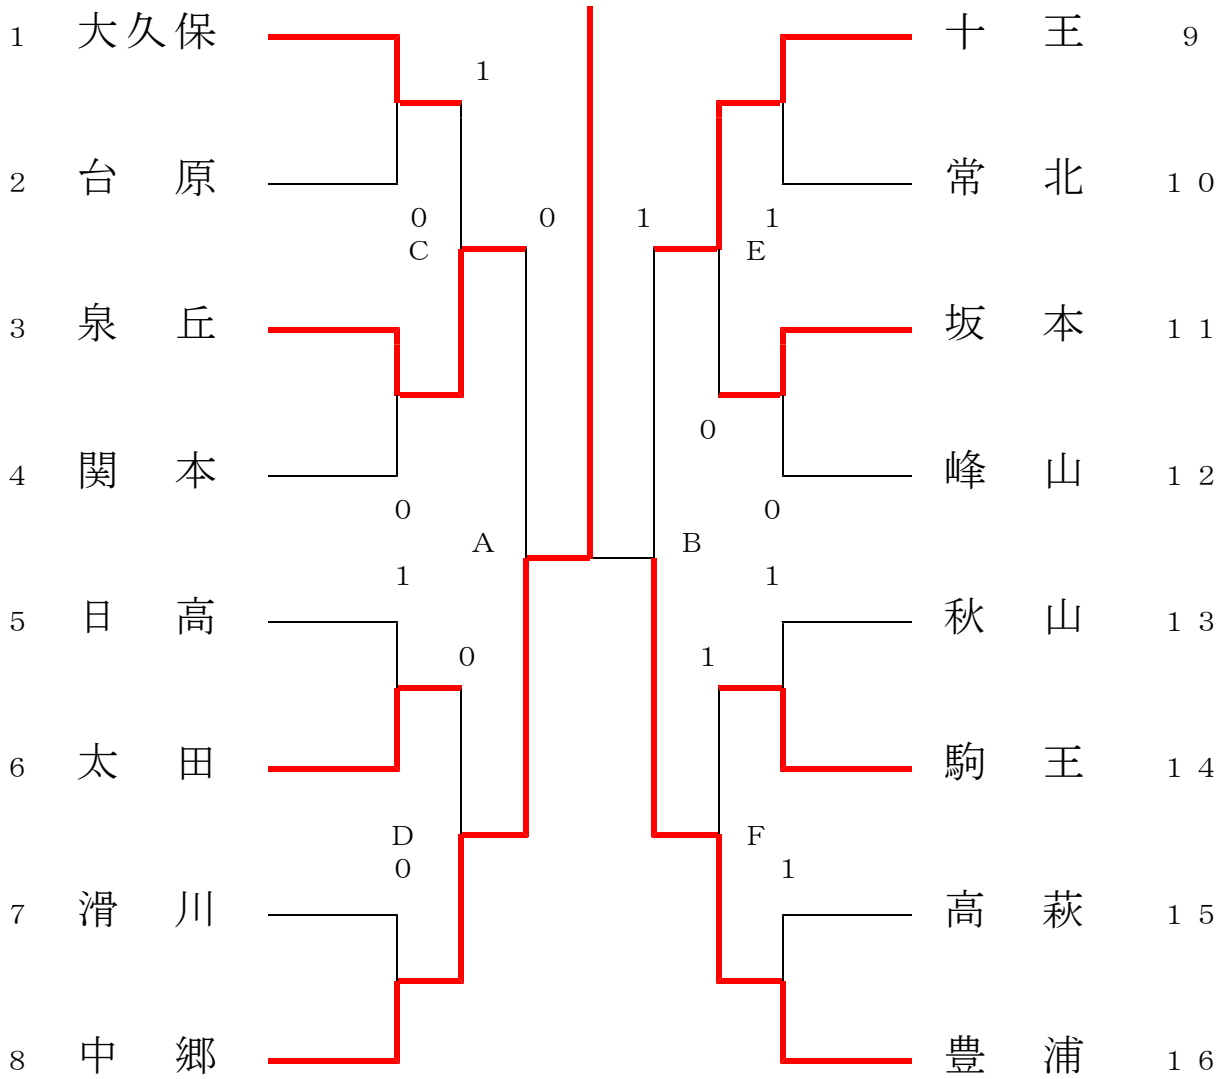 1 大久保 十 王 9
1
2 台 原 常 北 １０
0 0 1 1
C E
3 泉 丘 坂 本 １１
0
4 関 本 峰 山 １２
0 0
A B
1 1
5 日 高 秋 山 １３
0 1
6 太 田 駒 王 １４
D F
0 1
7 滑 川 高 萩 １５
8 中 郷 豊 浦 １６